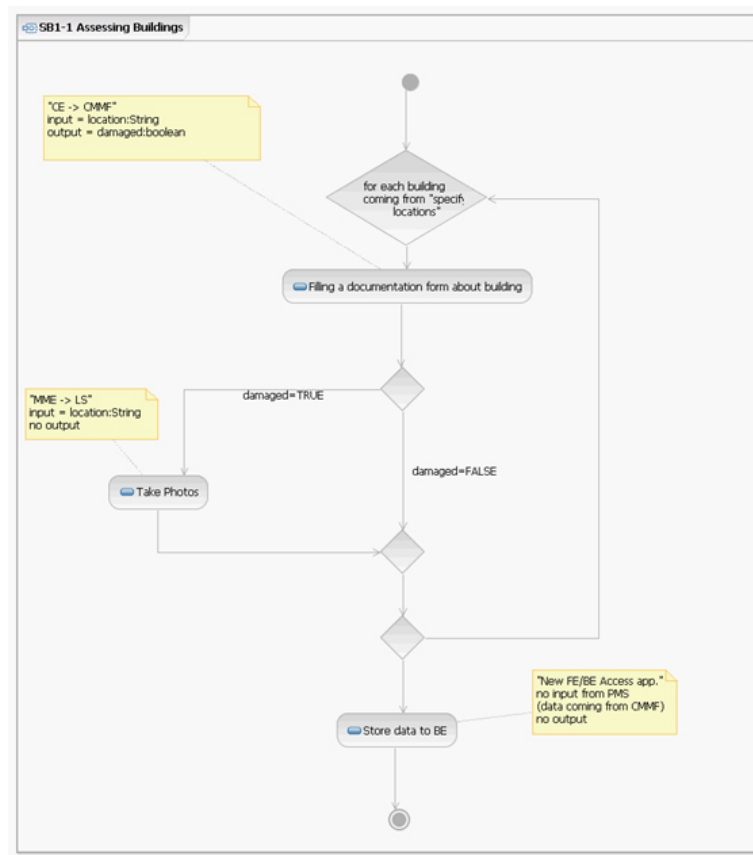 SB1-1 Assessing Buildings
"CE -> CMMF"
input = location:String
output = damaged:boolean
for each building
coming from "specify
locations"
Filling a documentation form about building
damaged=TRUE
"MME -> LS"
input = location:String
no output
damaged=FALSE
Take Photos
"New FE/BE Access app."
no input from PMS
(data coming from CMMF)
no output
Store data to BE